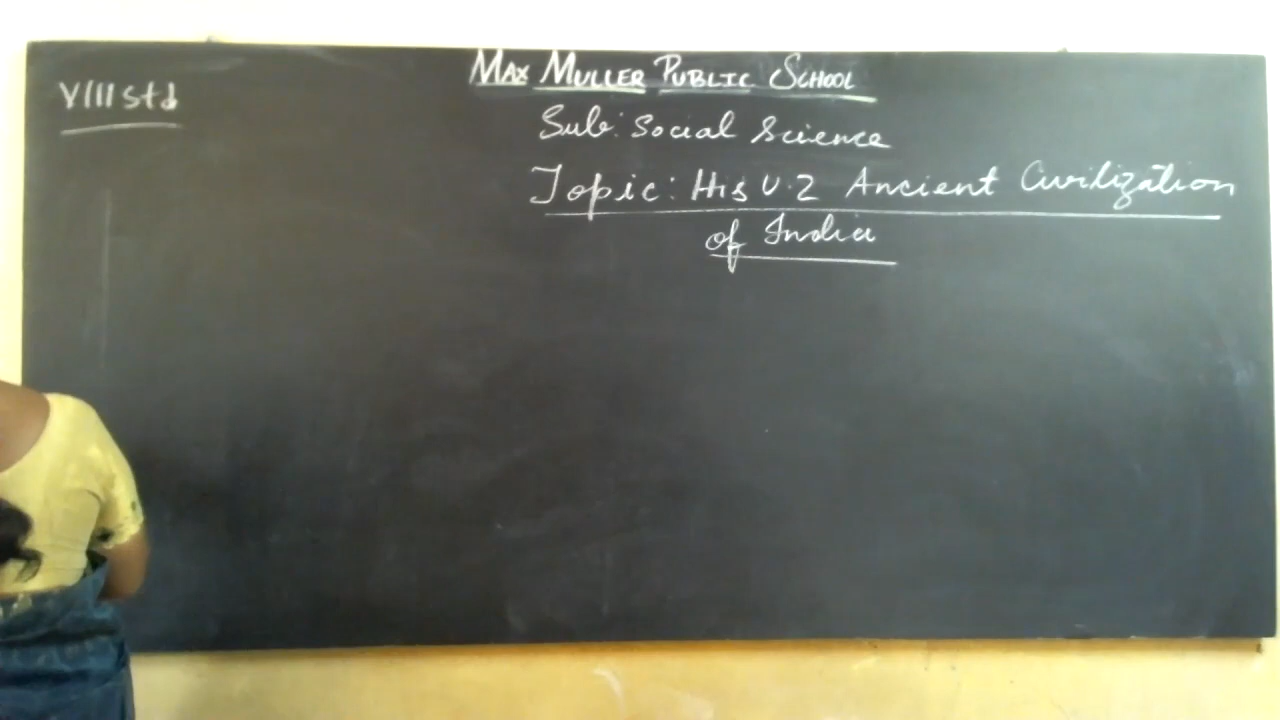 MAX MULLER PUBLIC SCHOOL
VIII std
Sub: Social Science
Topic: His U.2 Ancient Civilization
of India